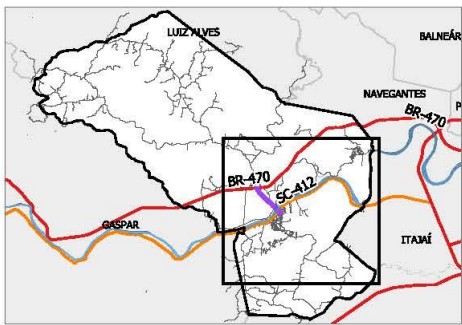 LUIZ ALVES
BALNEÁR
NAVEGANTES
P
BR-470
BR-470
SC-412
GASPAR
ITAJAÍ